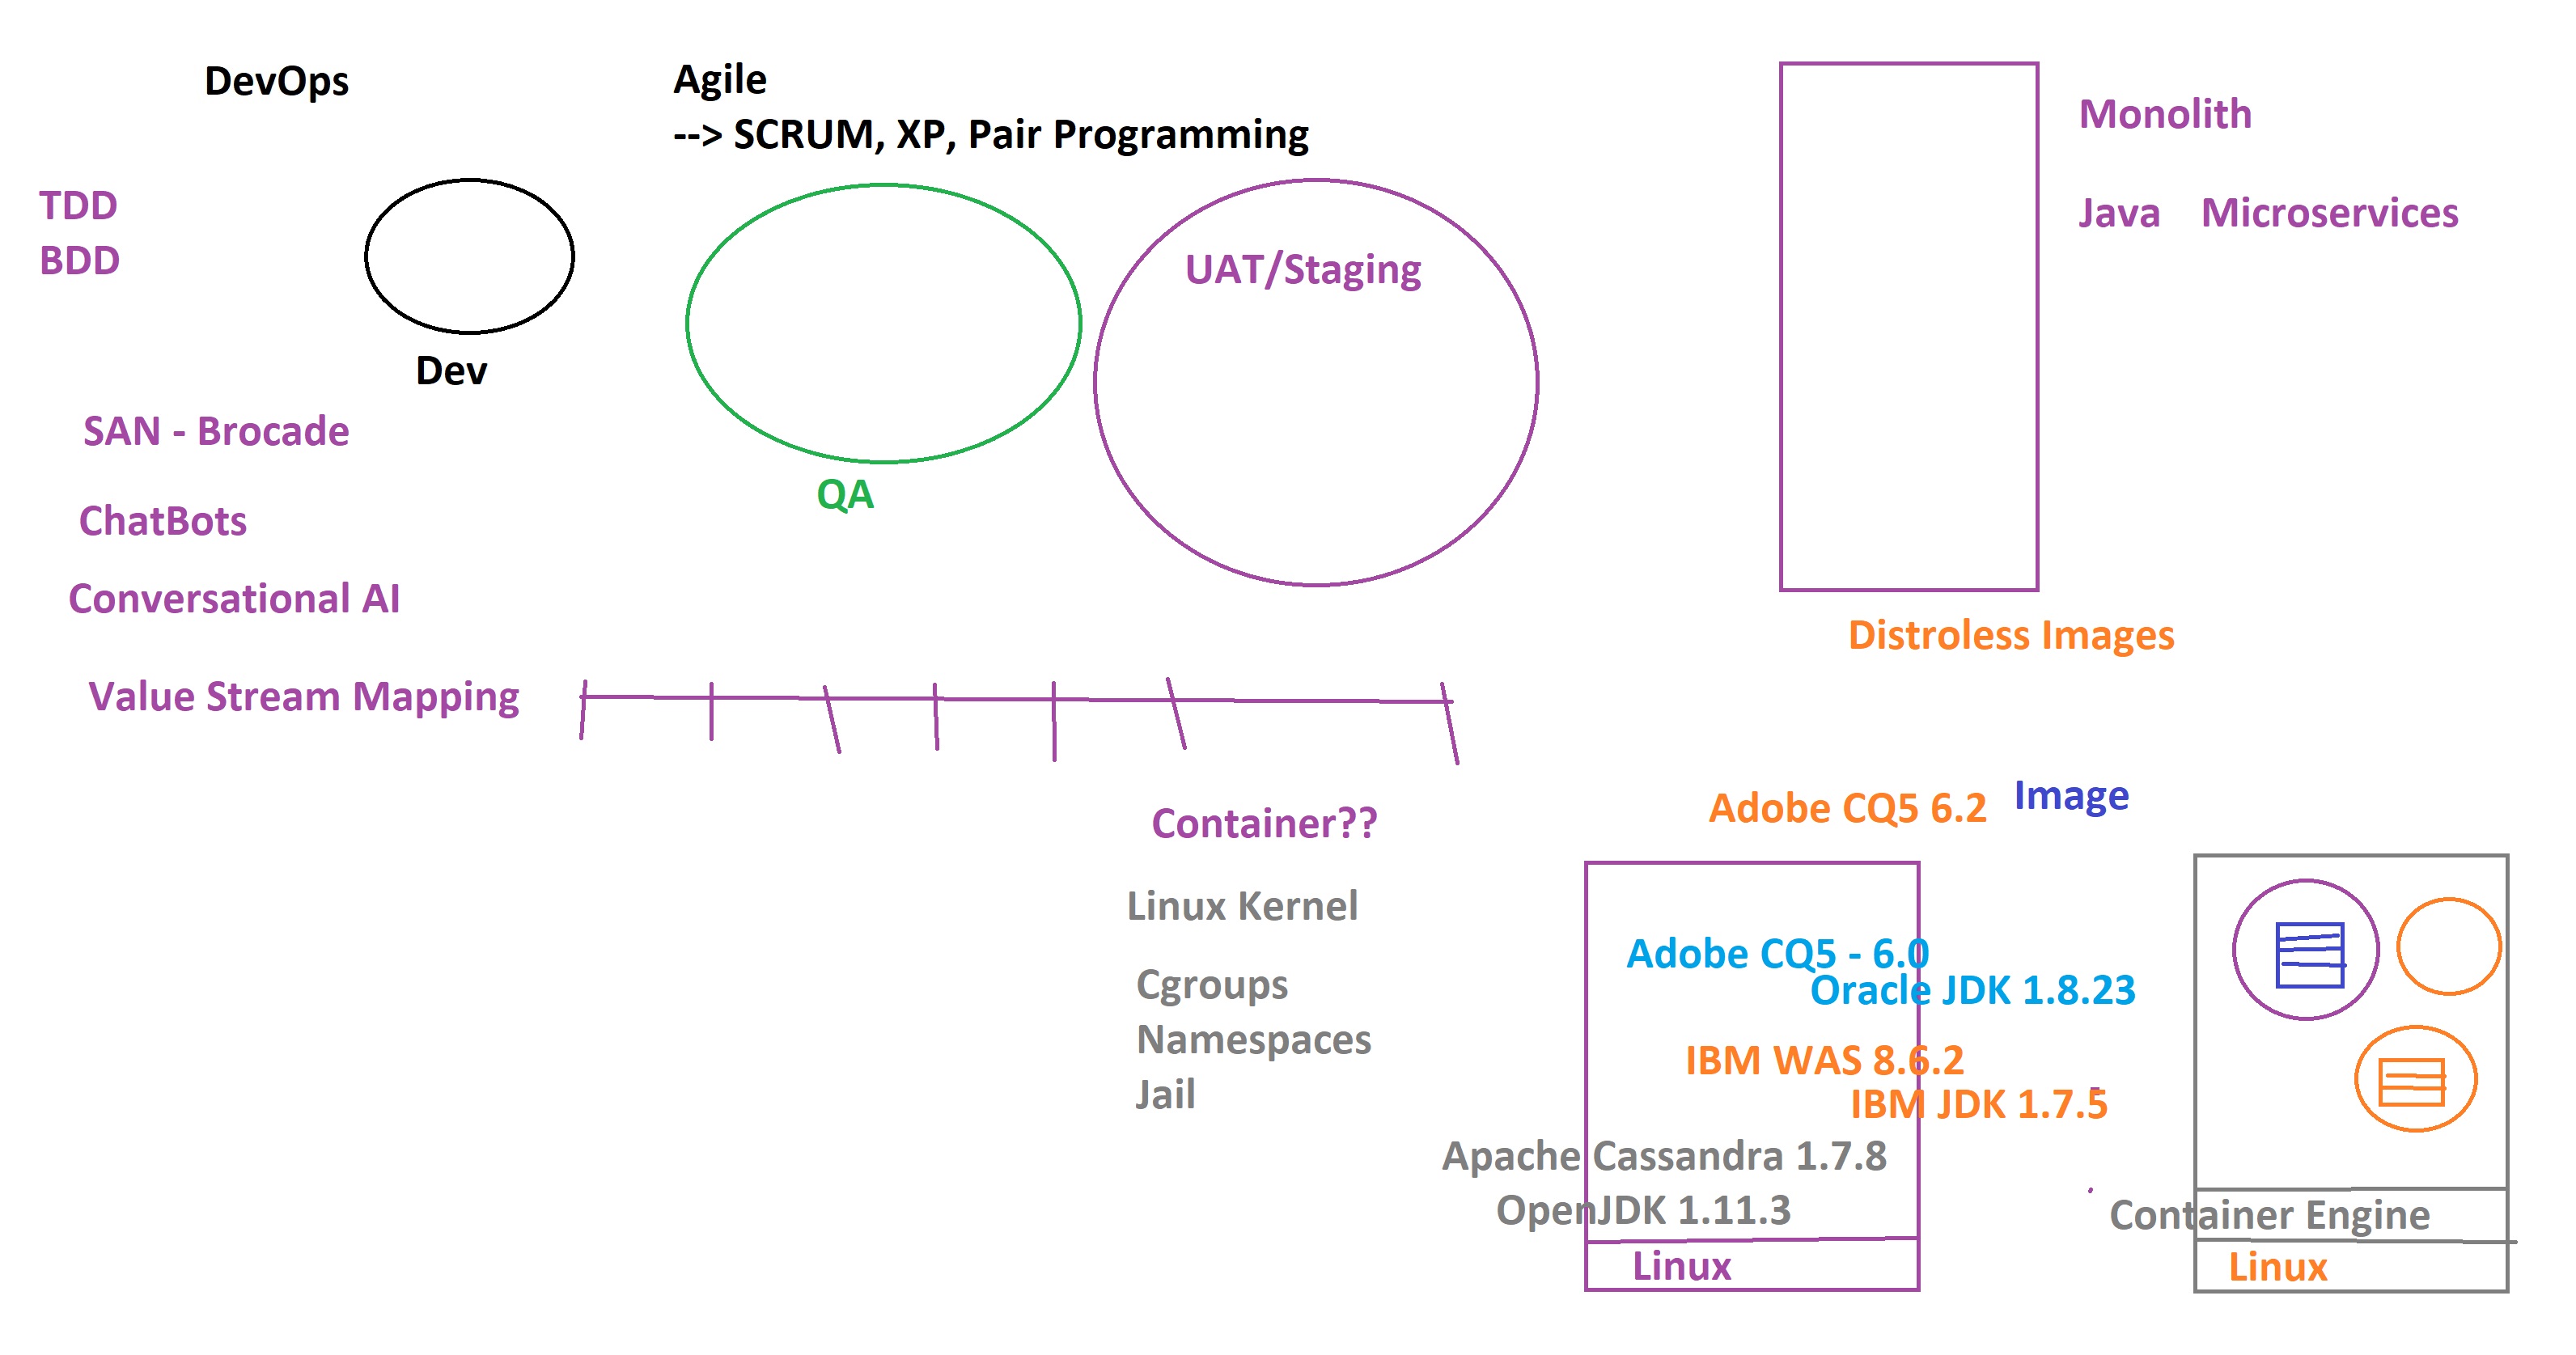 DevOps
Agile
--> SCRUM, XP, Pair Programming
TDD
BDD
Dev
SAN - Brocade
QA
ChatBots
Conversational AI
UAT/Staging
Monolith
Java    Microservices
Distroless Images
Value Stream Mapping
Container??
Linux Kernel
Cgroups
Namespaces
Jail
Adobe CQ5 6.2
Image
Adobe CQ5 - 6.0
Oracle JDK 1.8.23
IBM WAS 8.6.2
IBM JDK 1.7.5
Apache Cassandra 1.7.8
OpenJDK 1.11.3
Linux
Container Engine
Linux